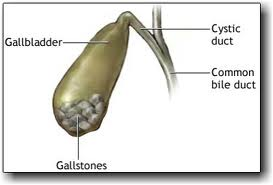 Gallbladder
Cystic
duct
Common
bile duct
Gallstones